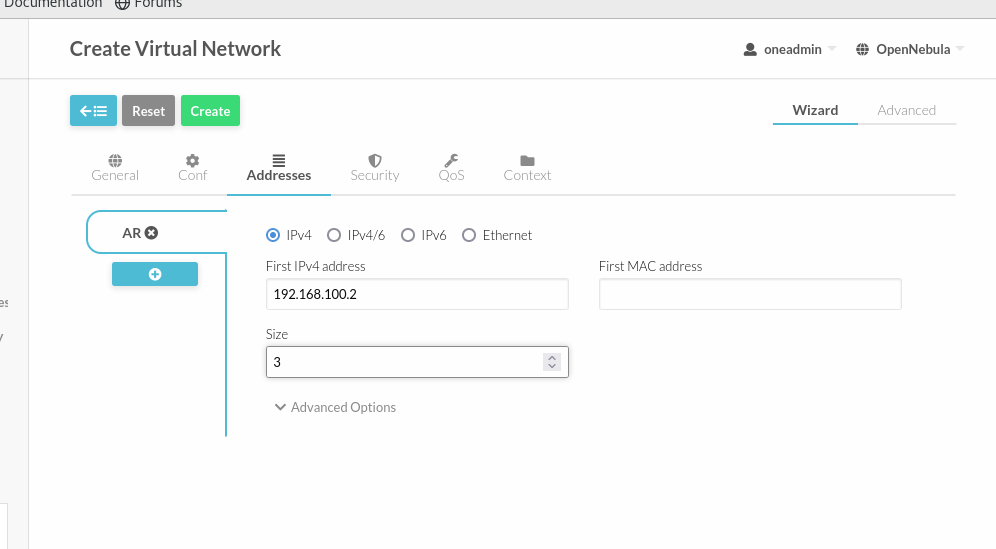 Documentation Forums
Create Virtual Network
oneadmin OpenNebula
Reset Create Wizard Advanced
General Conf Addresses Security QoS Context
AR
IPv4 IPv4/6 IPv6 Ethernet
First IPv4 address First MAC address
192.168.100.2
Size
3
Advanced Options